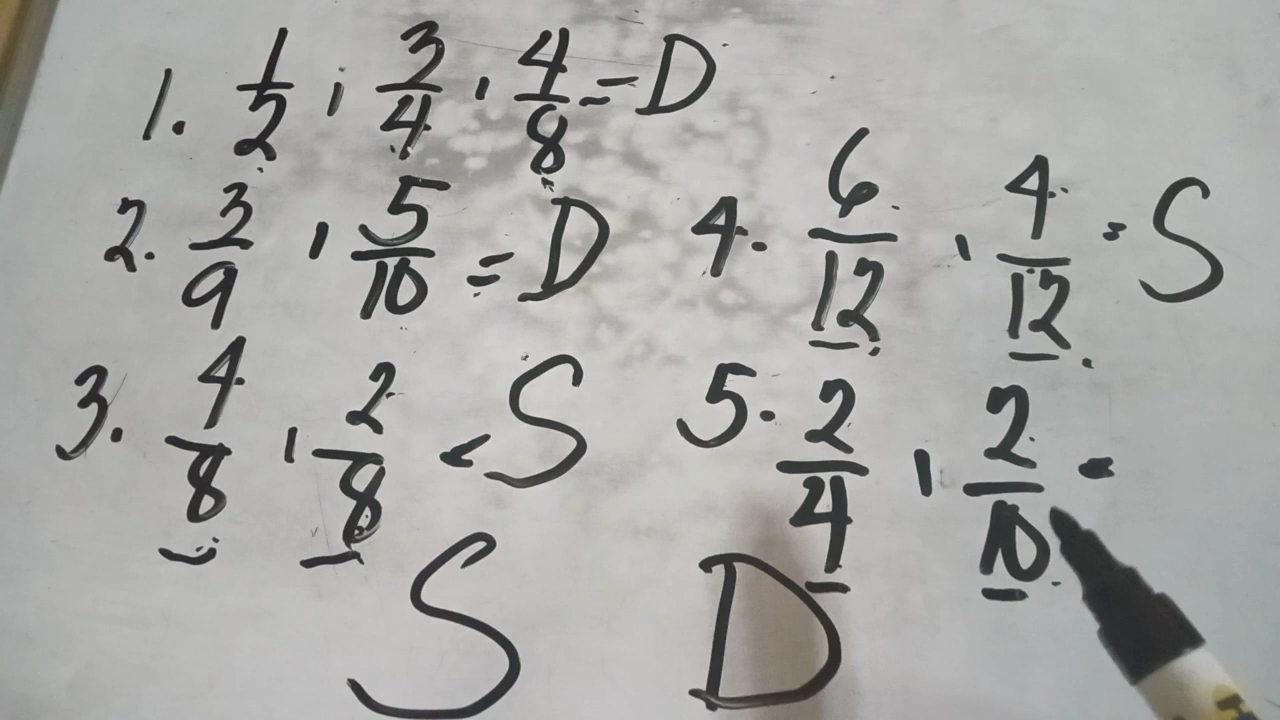 1. 1/2 , 3/4 , 4/8 = D
2. 3/9 , 5/10 = D
3. 4/8 , 2/8 = S
4. 6/12 , 4/12 = S
5. 2/4 , 2/10 =
S D